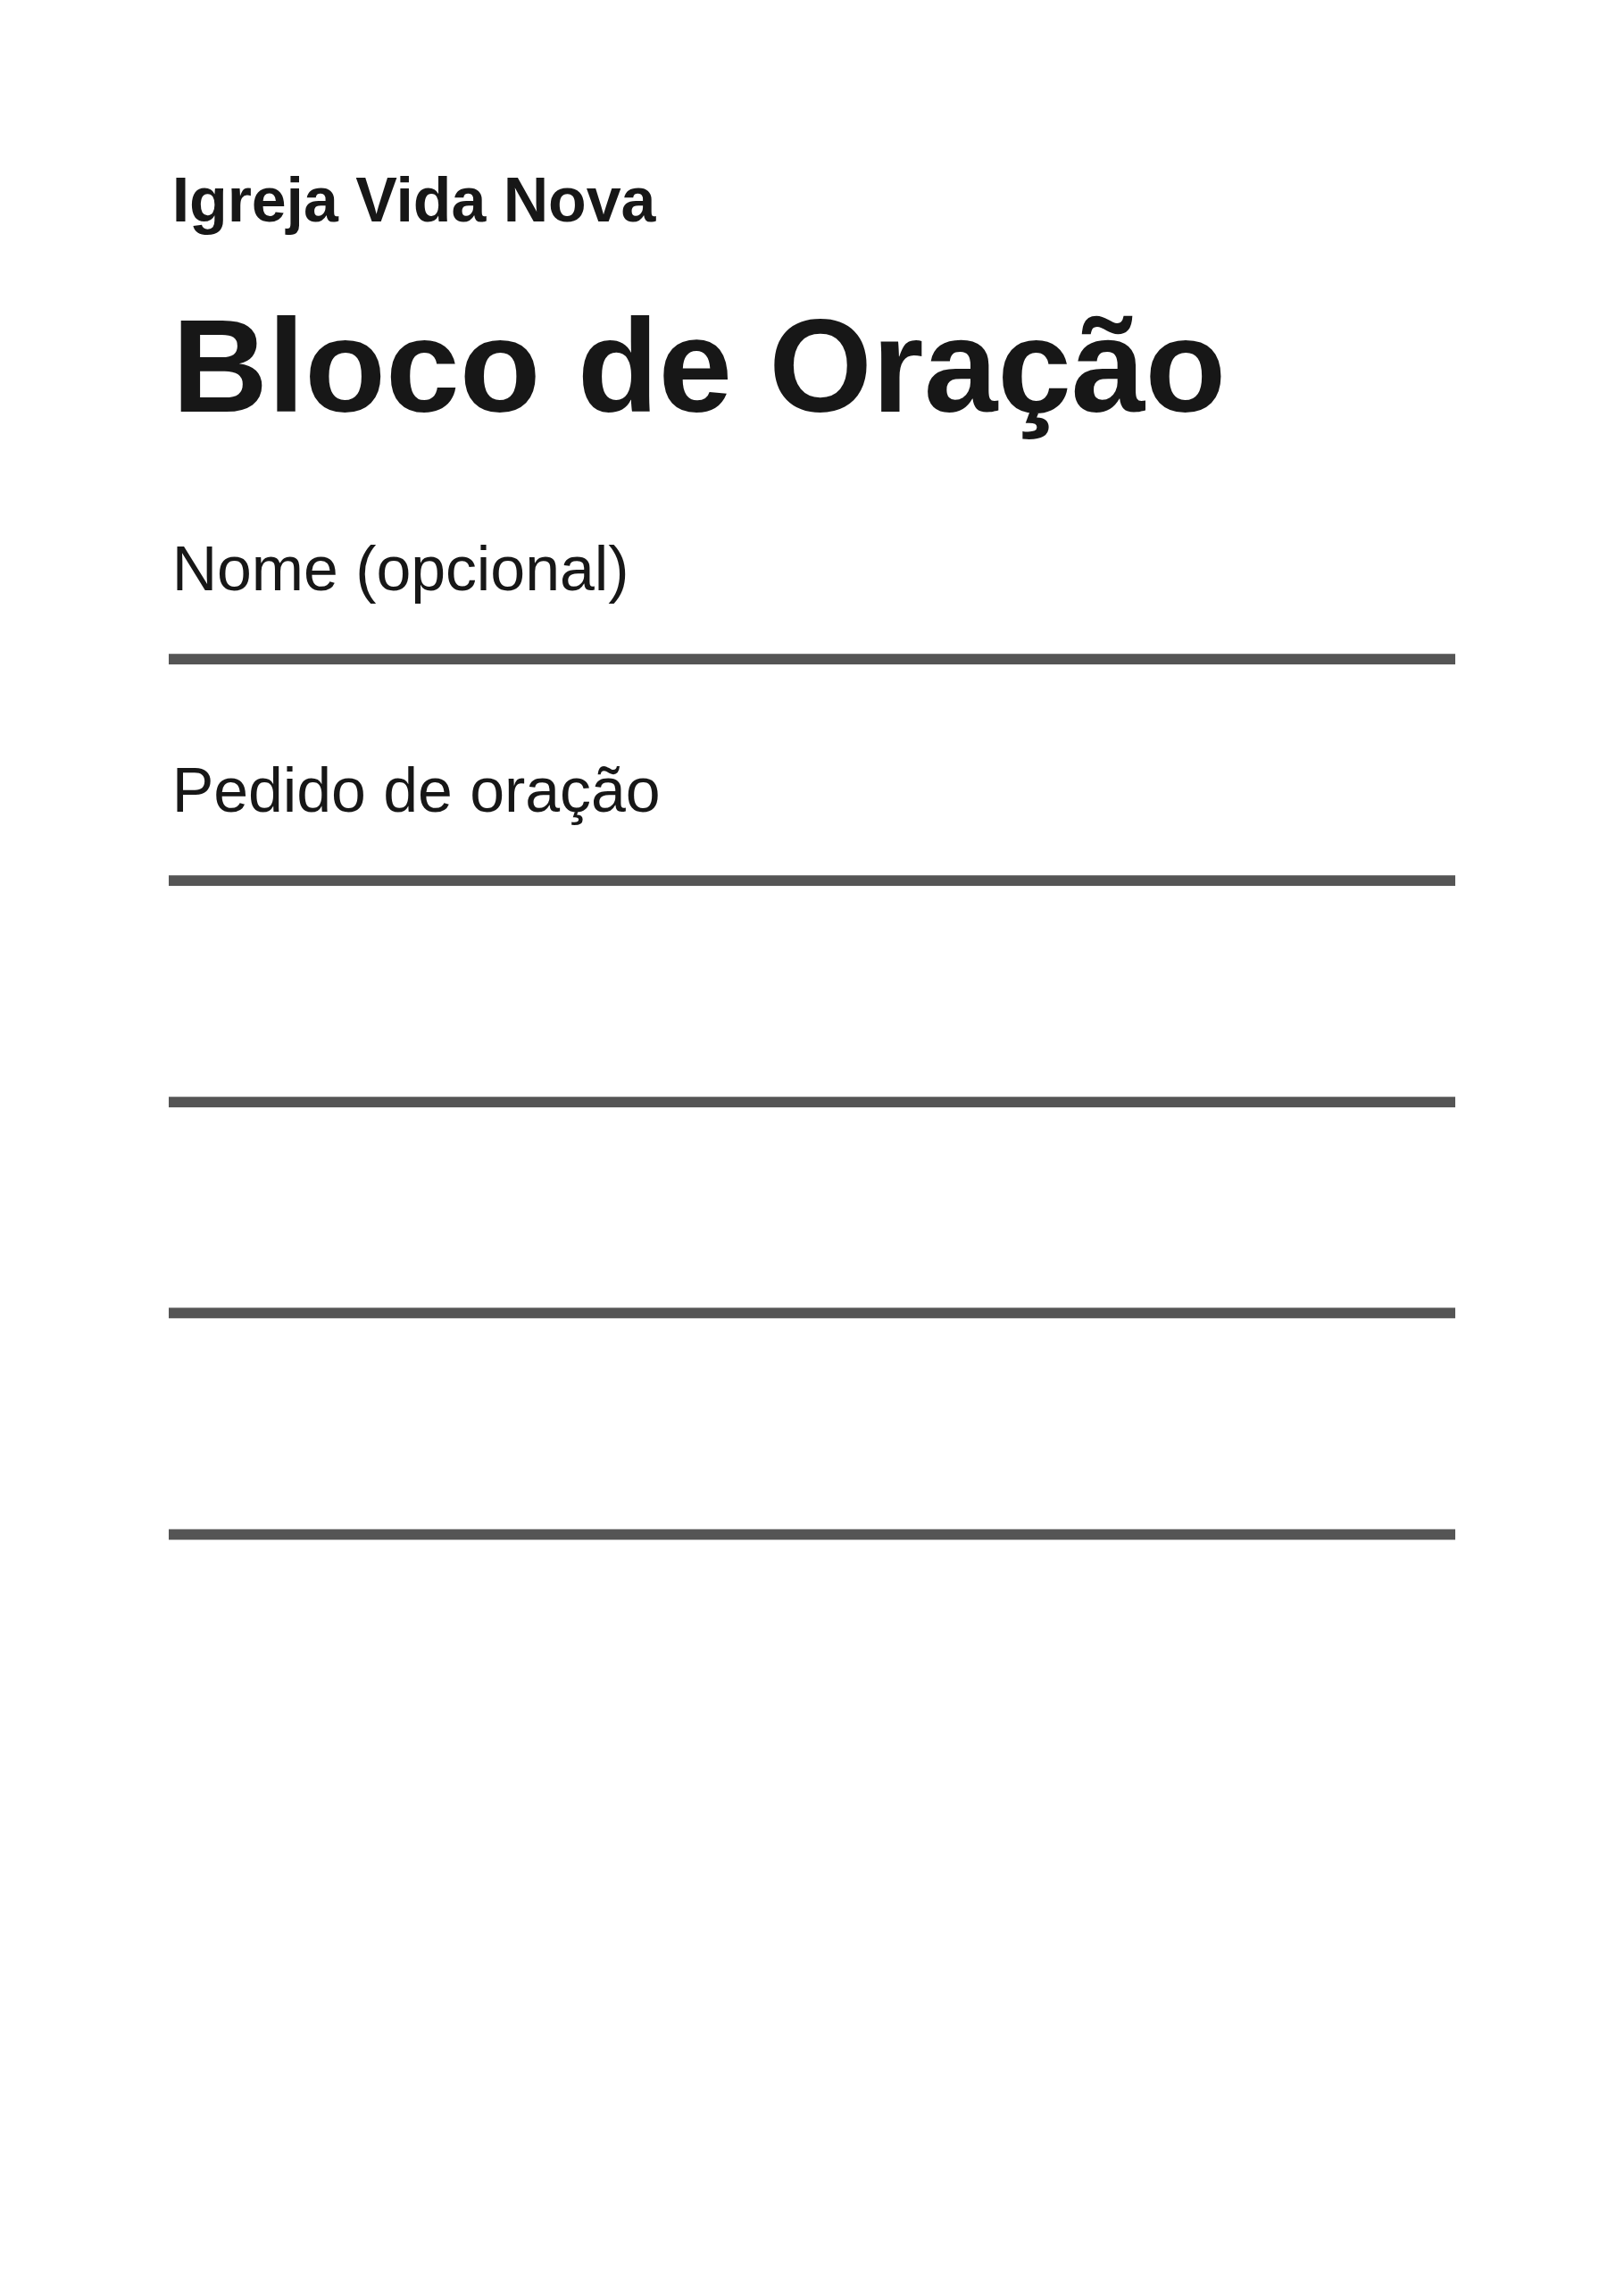 Igreja Vida Nova
Bloco de Oração
Nome (opcional)
Pedido de oração